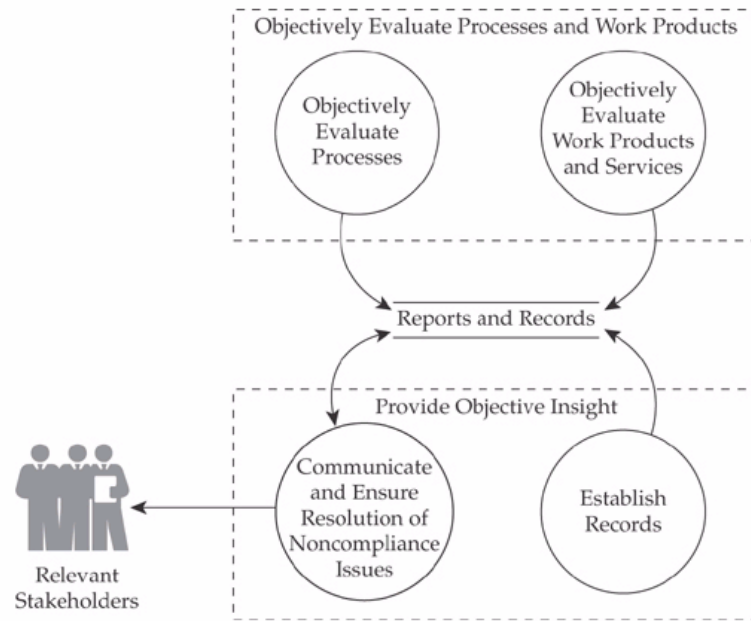 Objectively Evaluate Processes and Work Products
Objectively
Evaluate
Processes
Objectively
Evaluate
Work Products
and Services
Reports and Records
Provide Objective Insight
Communicate
and Ensure
Resolution of
Noncompliance
Issues
Establish
Records
Relevant
Stakeholders